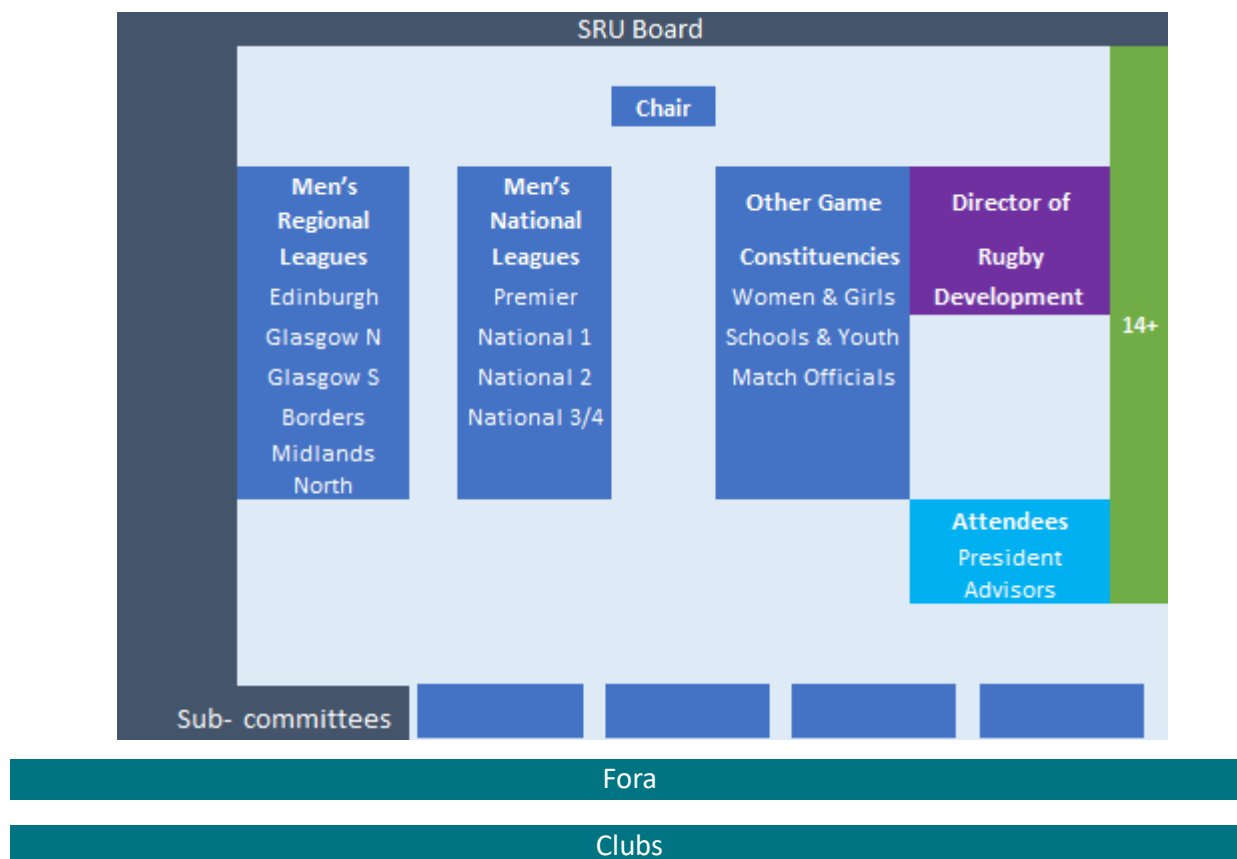 SRU Board
Chair
Men's
Regional
Leagues
Edinburgh
Glasgow N
Glasgow S
Borders
Midlands
North
Men's
National
Leagues
Premier
National 1
National 2
National 3/4
Other Game
Constituencies
Women & Girls
Schools & Youth
Match Officials
Director of
Rugby
Development
14+
Attendees
President
Advisors
Sub- committees
Fora
Clubs